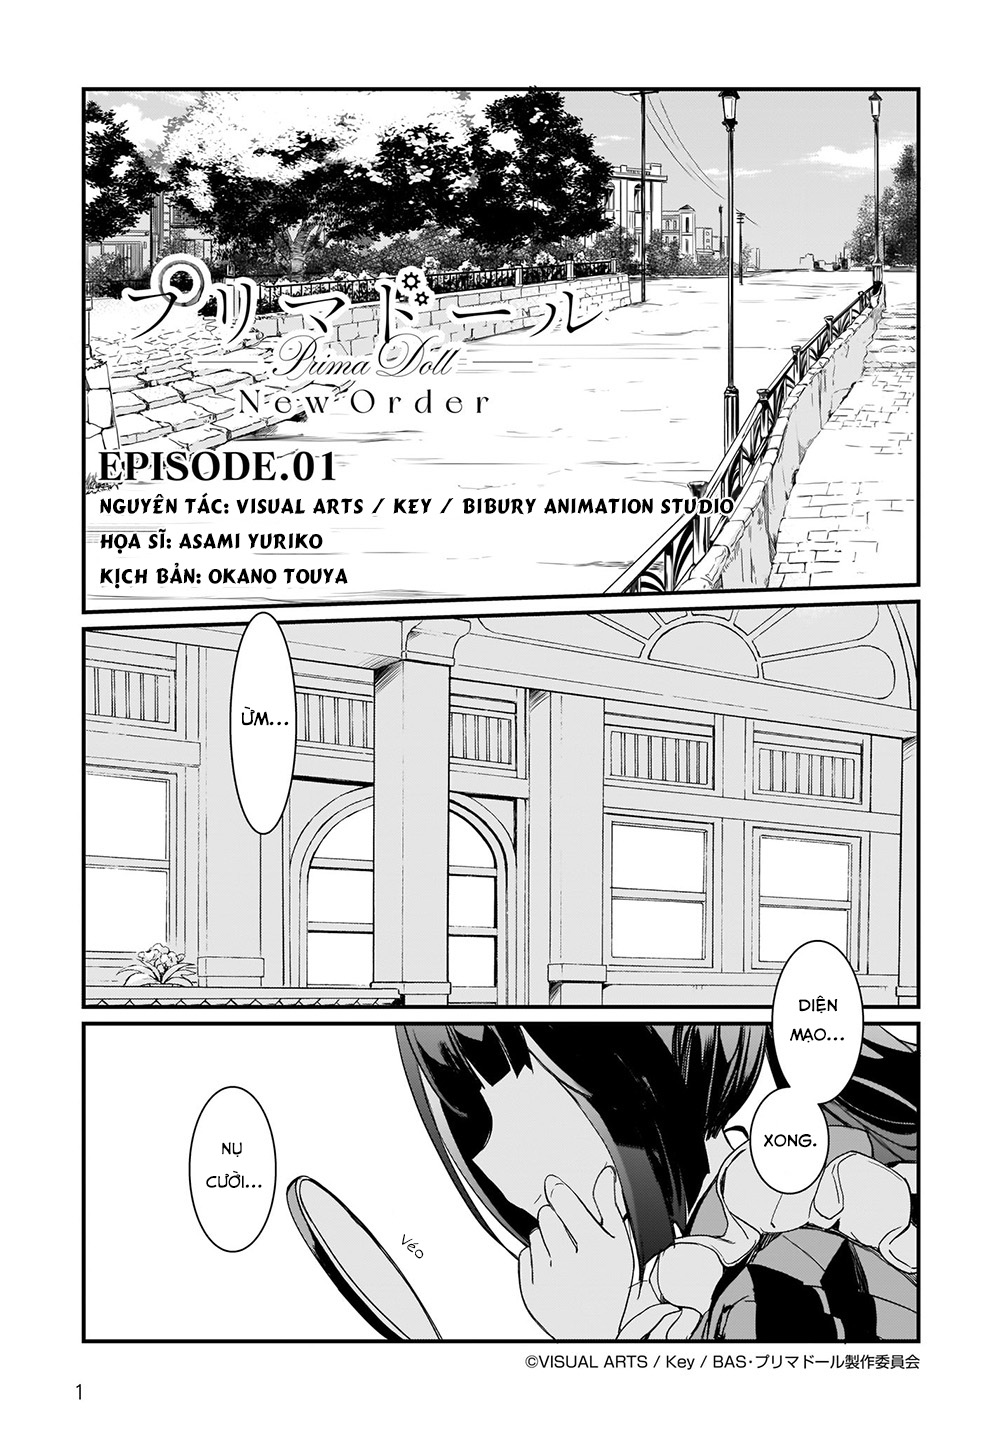 プリマドール
Prima Doll
New Order
EPISODE.01
NGUYÊN TÁC: VISUAL ARTS / KEY / BIBURY ANIMATION STUDIO
HỌA SĨ: ASAMI YURIKO
KỊCH BẢN: OKANO TOUYA
ỪM...
DIỆN
MẠO...
XONG.
NỤ
CƯỜI...
VÉO
©VISUAL ARTS / Key / BAS・プリマドール製作委員会
1